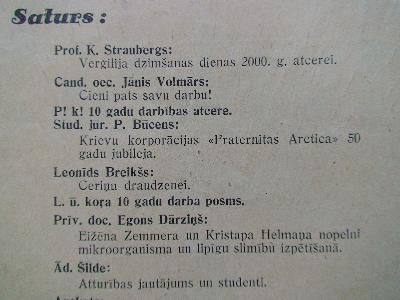 Saturs:
Prof. K. Straubergs:
Vergilija dzimšanas dienas 2000. g. atcerei.
Cand. oec. Jānis Volmārs:
Cieni pats savu darbu!
P! k! 10 gadu darbības atcere.
Stud. jur. P. Būcens:
Krievu korporācijas «Fraternitas Arctica» 50
gadu jubileja.
Leonīds Breikšs:
Ceriņu draudzenei.
L. ū. kora 10 gadu darba posms.
Priv. doc. Egons Dārziņš:
Eižēna Zemmera un Kristapa Helmaņa nopelni
mikroorganisma un lipīgu slimību izpētīšanā.
Ād. Šilde:
Atturības jautājums un studenti.